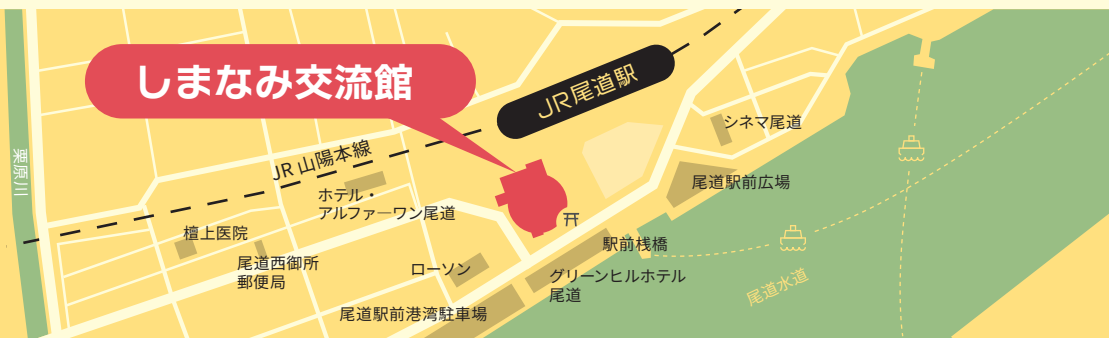 しまなみ交流館
JR尾道駅
シネマ尾道
栗原川
JR 山陽本線
尾道駅前広場
ホテル・
アルファーワン尾道
檀上医院
駅前桟橋
尾道西御所
郵便局
ローソン
グリーンヒルホテル
尾道
尾道水道
尾道駅前港湾駐車場